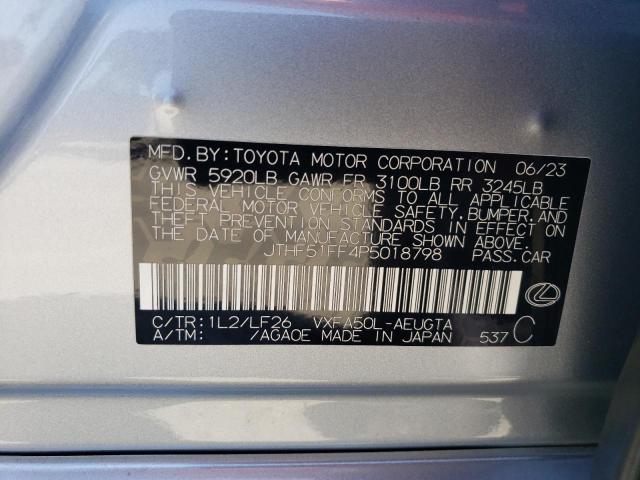 MFD.BY:TOYOTA MOTOR CORPORATION 06/23
GVWR 5920LB GAWR FR 3100LB RR 3245LB
THIS VEHICLE CONFORMS TO ALL APPLICABLE
FEDERAL MOTOR VEHICLE SAFETY,BUMPER,AND
THEFT PREVENTION STANDARDS IN EFF ON
THE DATE OF MANUFACTURE SHOWN ABOVE.
JTHF51FF4P5018798 PASS.CAR
C/TR:1L2/LF26 VXFA50L-AEUGTA
A/TM: /AGA0E MADE IN JAPAN 537 C